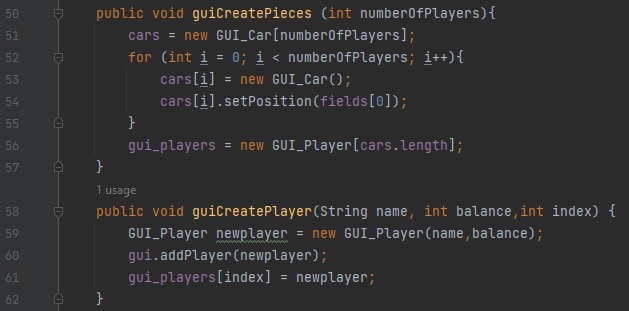 50 public void guiCreatePieces (int numberOfPlayers){
51 cars = new GUI_Car[numberOfPlayers];
52 for (int i = 0; i < numberOfPlayers; i++){
53 cars[i] = new GUI_Car();
54 cars[i].setPosition(fields[0]);
55 }
56 gui_players = new GUI_Player[cars.length];
57 }
1 usage
58 public void guiCreatePlayer(String name, int balance,int index) {
59 GUI_Player newplayer = new GUI_Player(name,balance);
60 gui.addPlayer(newplayer);
61 gui_players[index] = newplayer;
62 }